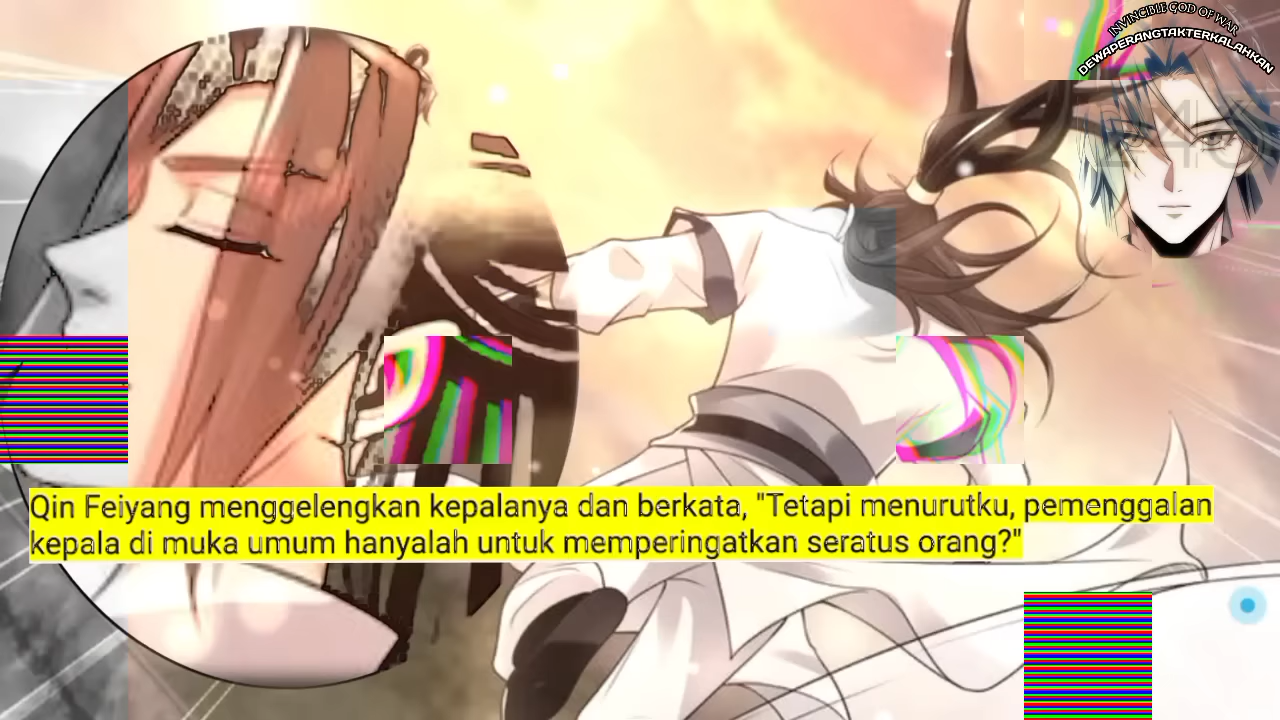 INVINCIBLE GOD OF WAR
DEWAPERANGTAKTERKALAHKAN
Qin Feiyang menggelengkan kepalanya dan berkata, "Tetapi menurutku, pemenggalan
kepala di muka umum hanyalah untuk memperingatkan seratus orang?"